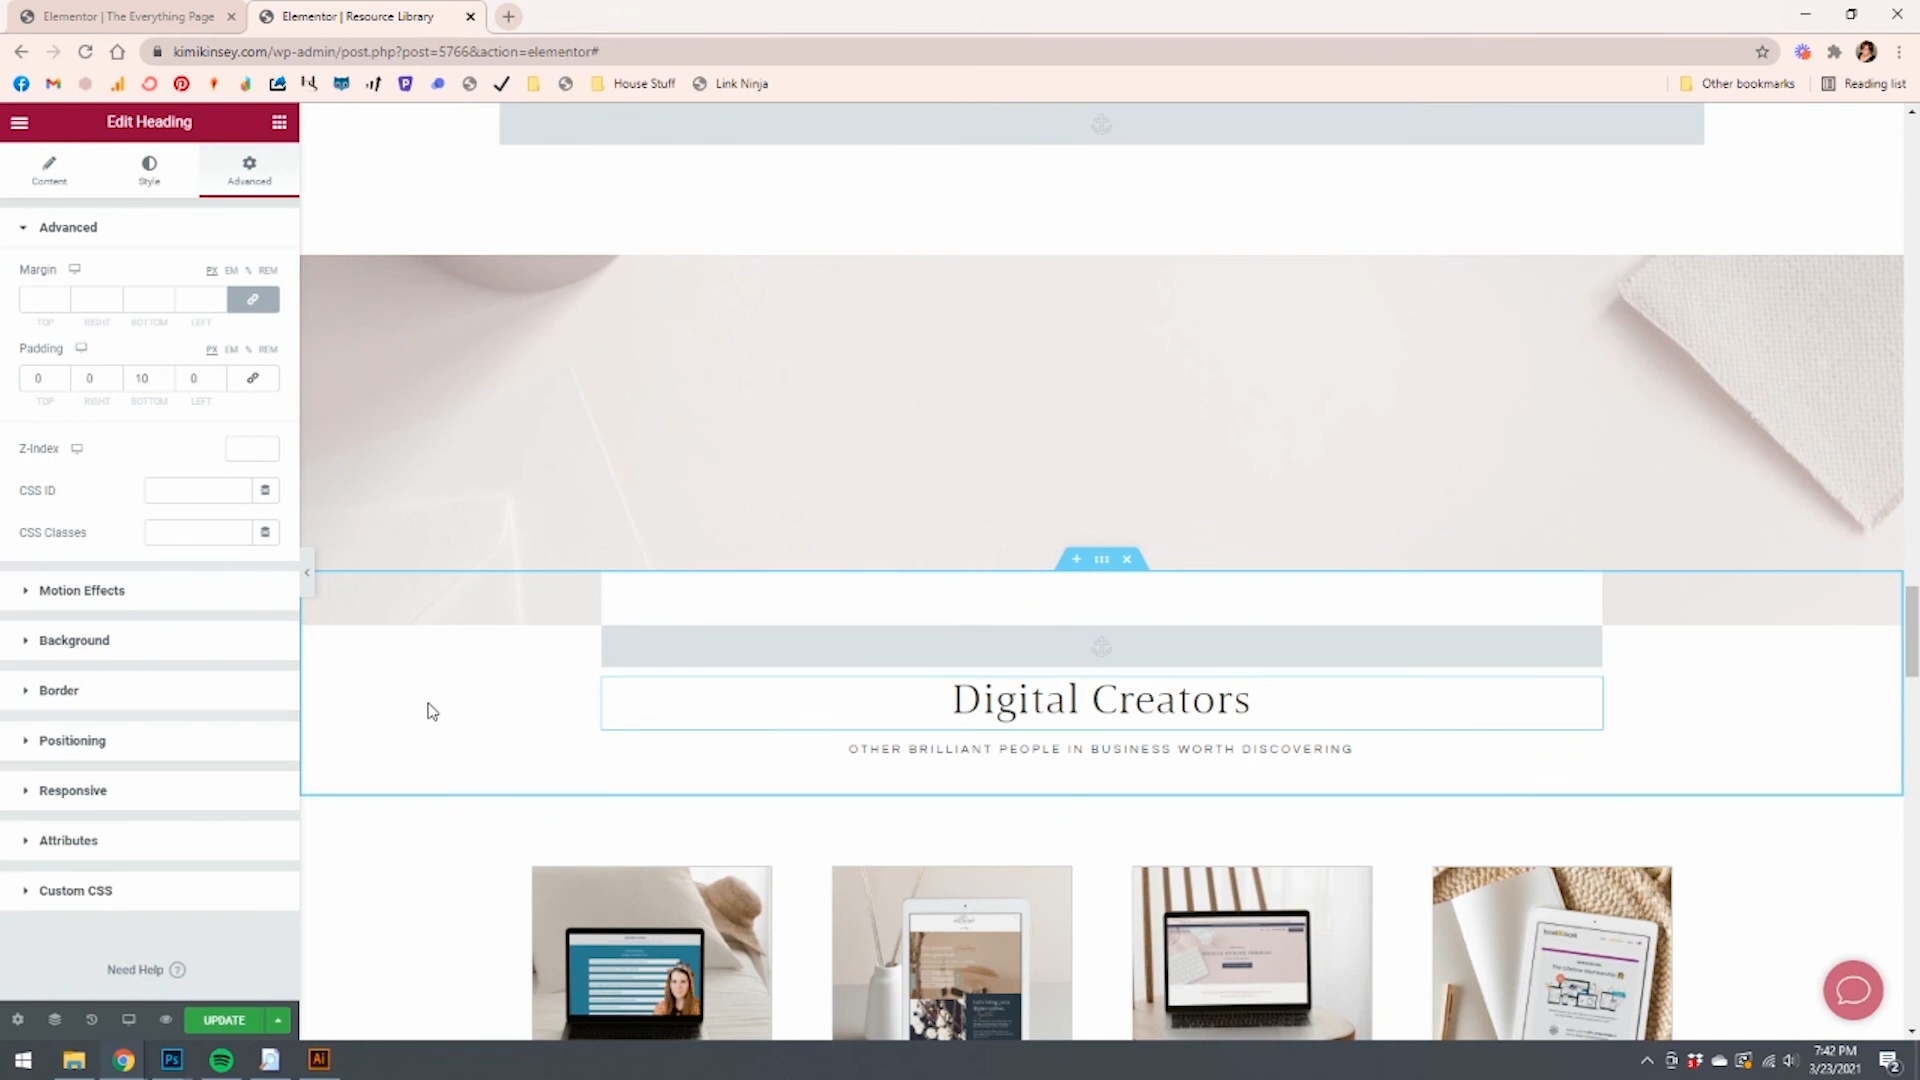 Elementor | The Everything Page
Elementor | Resource Library
kimikinsey.com/wp-admin/post.php?post=5766&action=elementor#
House Stuff
Link Ninja
Other bookmarks
Reading list
Edit Heading
Content
Style
Advanced
Advanced
Margin
PX EM % REM
TOP RIGHT BOTTOM LEFT
Padding
PX EM % REM
0 0 10 0
TOP RIGHT BOTTOM LEFT
Z-Index
CSS ID
CSS Classes
Motion Effects
Background
Border
Positioning
Responsive
Attributes
Custom CSS
Need Help ?
UPDATE
Digital Creators
OTHER BRILLIANT PEOPLE IN BUSINESS WORTH DISCOVERING
Ps
Ai
7:42 PM
3/23/2021
2